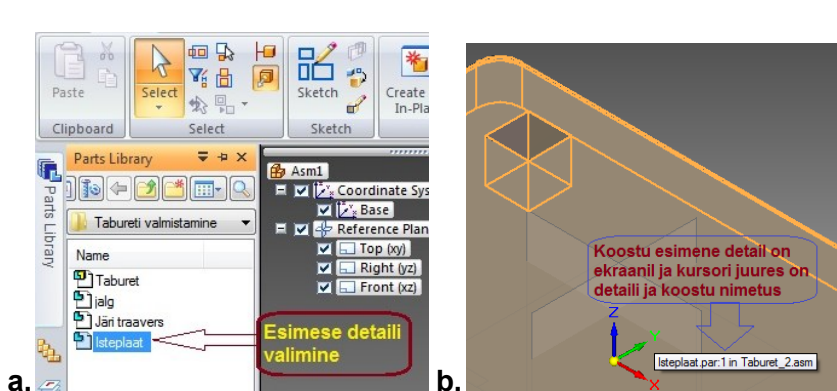 Paste
Select
Sketch
Create
In-Pla
Clipboard
Select
Sketch
Parts Library
Parts Library
Tabureti valmistamine
Name
Taburet
jalg
Järi traavers
Isteplaat
Asm1
Coordinate Sys
Base
Reference Plan
Top (xy)
Right (yz)
Front (xz)
Esimese detaili
valimine
a.
Koostu esimene detail on
ekraanil ja kursori juures on
detaili ja koostu nimetus
Z
Y
X
Isteplaat.par:1 in Taburet_2.asm
b.